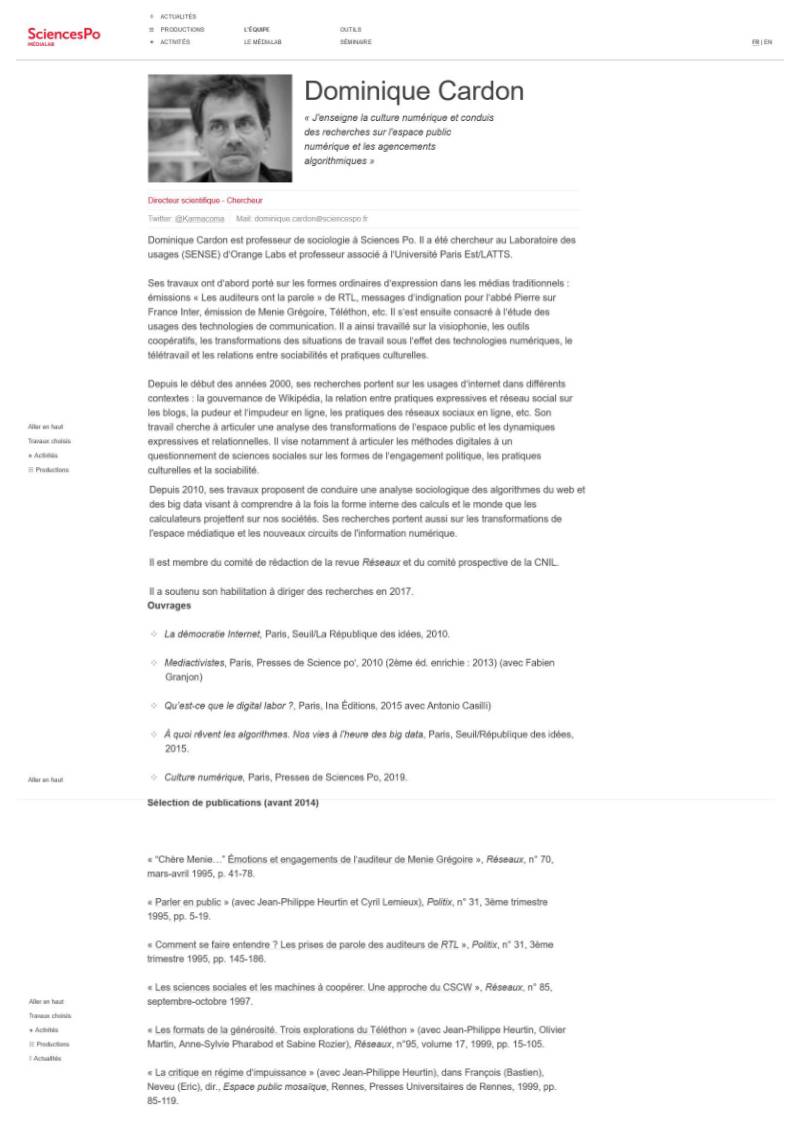 SciencesPo
MÉDIALAB
ACTUALITÉS
PRODUCTIONS
ACTIVITÉS
L'ÉQUIPE
LE MÉDIALAB
OUTILS
SÉMINAIRE
FR | EN
Dominique Cardon
« J'enseigne la culture numérique et conduis
des recherches sur l'espace public
numérique et les agencements
algorithmiques »
Directeur scientifique - Chercheur
Twitter: @Karmacoma | Mail: dominique.cardon@sciencespo.fr
Dominique Cardon est professeur de sociologie à Sciences Po. Il a été chercheur au Laboratoire des
usages (SENSE) d'Orange Labs et professeur associé à l'Université Paris Est/LATTS.
Ses travaux ont d'abord porté sur les formes ordinaires d'expression dans les médias traditionnels :
émissions « Les auditeurs ont la parole » de RTL, messages d'indignation pour l'abbé Pierre sur
France Inter, émission de Menie Grégoire, Téléthon, etc. Il s'est ensuite consacré à l'étude des
usages des technologies de communication. Il a ainsi travaillé sur la visiophonie, les outils
coopératifs, les transformations des situations de travail sous l'effet des technologies numériques, le
télétravail et les relations entre sociabilités et pratiques culturelles.
Depuis le début des années 2000, ses recherches portent sur les usages d'internet dans différents
contextes : la gouvernance de Wikipédia, la relation entre pratiques expressives et réseau social sur
les blogs, la pudeur et l'impudeur en ligne, les pratiques des réseaux sociaux en ligne, etc. Son
travail cherche à articuler une analyse des transformations de l'espace public et les dynamiques
expressives et relationnelles. Il vise notamment à articuler les méthodes digitales à un
questionnement de sciences sociales sur les formes de l'engagement politique, les pratiques
culturelles et la sociabilité.
Aller en haut
Travaux choisis
Activités
Productions
Depuis 2010, ses travaux proposent de conduire une analyse sociologique des algorithmes du web et
des big data visant à comprendre à la fois la forme interne des calculs et le monde que les
calculateurs projettent sur nos sociétés. Ses recherches portent aussi sur les transformations de
l'espace médiatique et les nouveaux circuits de l'information numérique.
Il est membre du comité de rédaction de la revue Réseaux et du comité prospective de la CNIL.
Il a soutenu son habilitation à diriger des recherches en 2017.
Ouvrages
La démocratie Internet, Paris, Seuil/La République des idées, 2010.
Mediactivistes, Paris, Presses de Science po', 2010 (2ème éd. enrichie : 2013) (avec Fabien
Granjon)
Qu'est-ce que le digital labor ?, Paris, Ina Éditions, 2015 avec Antonio Casilli)
À quoi rêvent les algorithmes. Nos vies à l'heure des big data, Paris, Seuil/République des idées,
2015.
Culture numérique, Paris, Presses de Sciences Po, 2019.
Aller en haut
Sélection de publications (avant 2014)
« "Chère Menie…" Émotions et engagements de l'auditeur de Menie Grégoire », Réseaux, n° 70,
mars-avril 1995, p. 41-78.
« Parler en public » (avec Jean-Philippe Heurtin et Cyril Lemieux), Politix, n° 31, 3ème trimestre
1995, pp. 5-19.
« Comment se faire entendre ? Les prises de parole des auditeurs de RTL », Politix, n° 31, 3ème
trimestre 1995, pp. 145-186.
« Les sciences sociales et les machines à coopérer. Une approche du CSCW », Réseaux, n° 85,
septembre-octobre 1997.
« Les formats de la générosité. Trois explorations du Téléthon » (avec Jean-Philippe Heurtin, Olivier
Martin, Anne-Sylvie Pharabod et Sabine Rozier), Réseaux, n°95, volume 17, 1999, pp. 15-105.
« La critique en régime d'impuissance » (avec Jean-Philippe Heurtin), dans François (Bastien),
Neveu (Eric), dir., Espace public mosaïque, Rennes, Presses Universitaires de Rennes, 1999, pp.
85-119.
Aller en haut
Travaux choisis
Activités
Productions
Actualités